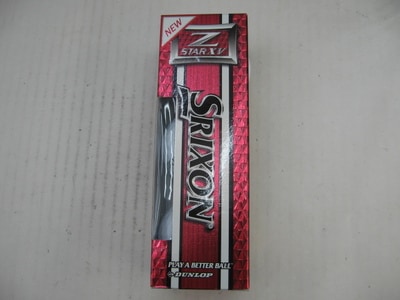 NEW
Z
STAR XV
SRIXON
PLAY A BETTER BALL
DUNLOP